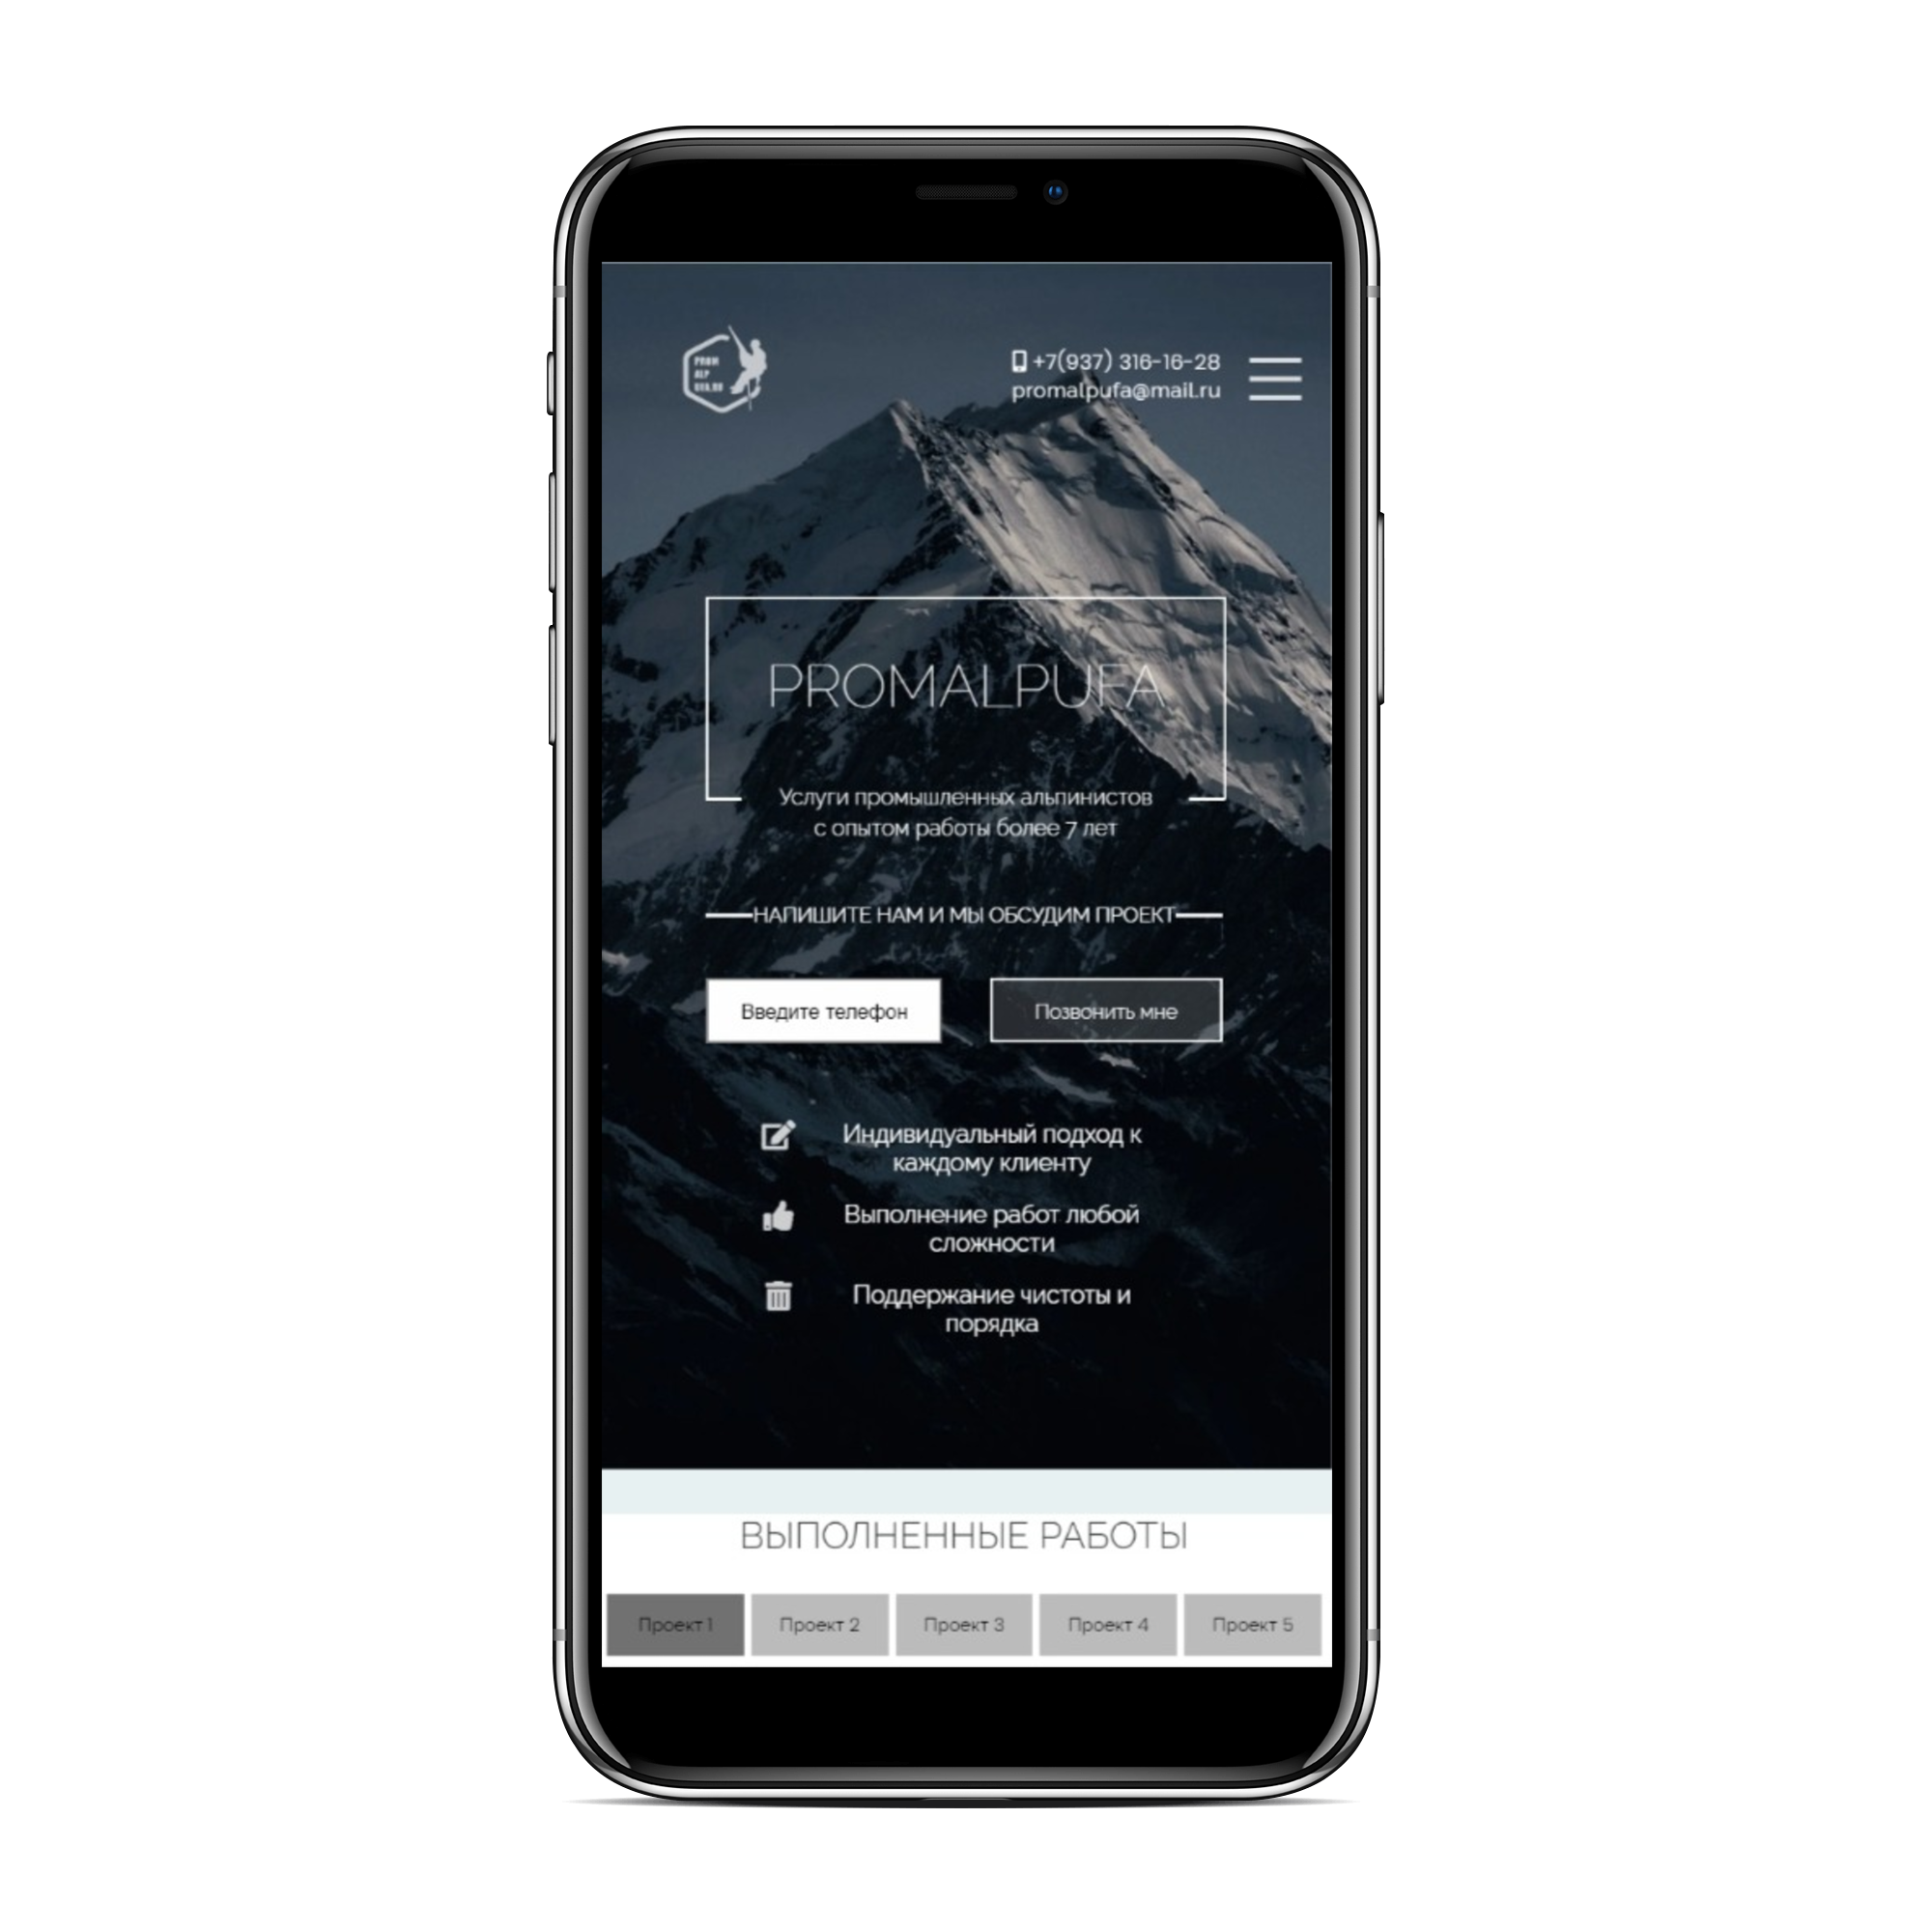 PROM
ALP
UFA.RU
+7(937) 316-16-28
promalpufa@mail.ru
PROMALPUFA
Услуги промышленных альпинистов
с опытом работы более 7 лет
НАПИШИТЕ НАМ И МЫ ОБСУДИМ ПРОЕКТ
Введите телефон
Позвонить мне
Индивидуальный подход к
каждому клиенту
Выполнение работ любой
сложности
Поддержание чистоты и
порядка
ВЫПОЛНЕННЫЕ РАБОТЫ
Проект 1
Проект 2
Проект 3
Проект 4
Проект 5